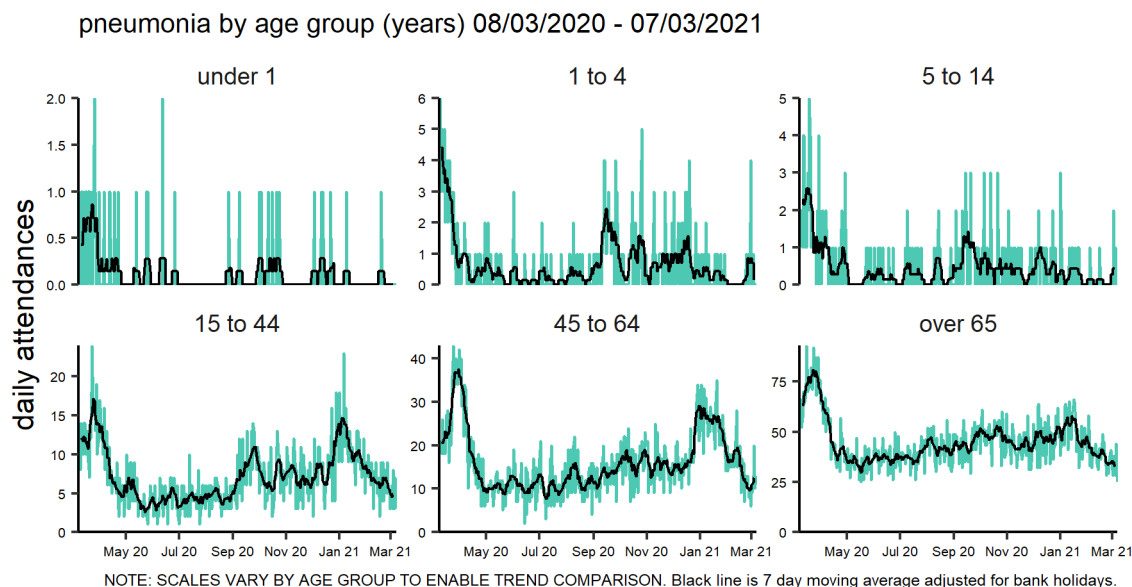 pneumonia by age group (years) 08/03/2020 - 07/03/2021
daily attendances
under 1
1 to 4
5 to 14
2.0
1.5
1.0
0.5
0.0
6
5
4
3
2
1
0
5
4
3
2
1
0
15 to 44
45 to 64
over 65
20
15
10
5
0
40
30
20
10
0
75
50
25
0
May 20 Jul 20 Sep 20 Nov 20 Jan 21 Mar 21
May 20 Jul 20 Sep 20 Nov 20 Jan 21 Mar 21
May 20 Jul 20 Sep 20 Nov 20 Jan 21 Mar 21
NOTE: SCALES VARY BY AGE GROUP TO ENABLE TREND COMPARISON. Black line is 7 day moving average adjusted for bank holidays.